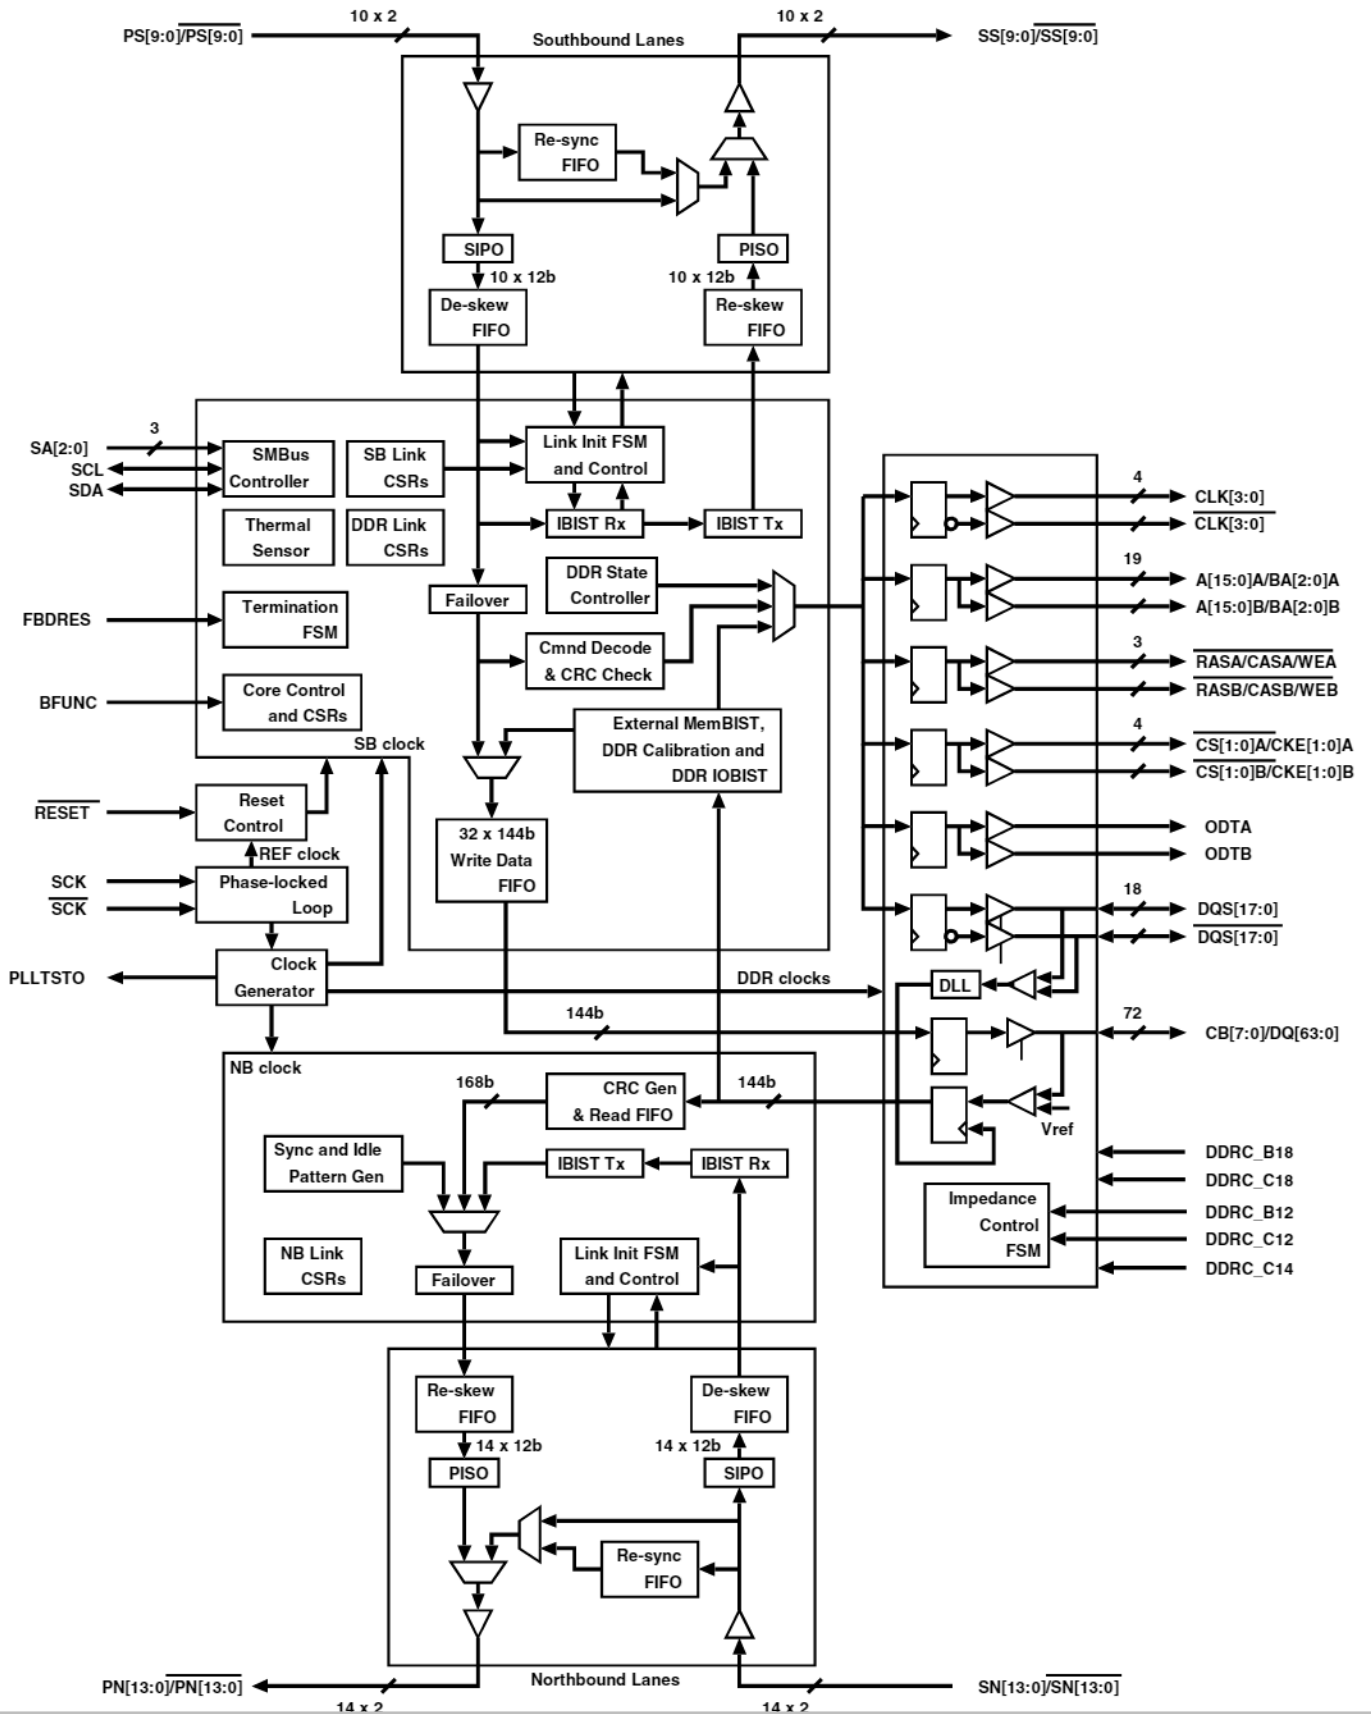 10 x 2
10 x 2
PS[9:0]/PS[9:0]
SS[9:0]/SS[9:0]
Southbound Lanes
Re-sync
FIFO
SIPO
PISO
10 x 12b
10 x 12b
De-skew
FIFO
Re-skew
FIFO
3
SA[2:0]
SCL
SDA
SMBus
Controller
SB Link
CSRs
Link Init FSM
and Control
Thermal
Sensor
DDR Link
CSRs
IBIST Rx
IBIST Tx
DDR State
Controller
Failover
FBDRES
Termination
FSM
Cmnd Decode
& CRC Check
BFUNC
Core Control
and CSRs
SB clock
External MemBIST,
DDR Calibration and
DDR IOBIST
RESET
Reset
Control
REF clock
32 x 144b
Write Data
FIFO
SCK
SCK
Phase-locked
Loop
PLLTSTO
Clock
Generator
DDR clocks
144b
4
CLK[3:0]
CLK[3:0]
19
A[15:0]A/BA[2:0]A
A[15:0]B/BA[2:0]B
3
RASA/CASA/WEA
RASB/CASB/WEB
4
CS[1:0]A/CKE[1:0]A
CS[1:0]B/CKE[1:0]B
ODTA
ODTB
18
DQS[17:0]
DQS[17:0]
DLL
72
CB[7:0]/DQ[63:0]
Vref
DDRC_B18
DDRC_C18
DDRC_B12
DDRC_C12
DDRC_C14
Impedance
Control
FSM
NB clock
168b
CRC Gen
& Read FIFO
144b
Sync and Idle
Pattern Gen
IBIST Tx
IBIST Rx
NB Link
CSRs
Failover
Link Init FSM
and Control
Re-skew
FIFO
De-skew
FIFO
14 x 12b
14 x 12b
PISO
SIPO
Re-sync
FIFO
Northbound Lanes
PN[13:0]/PN[13:0]
SN[13:0]/SN[13:0]
14 x 2
14 x 2